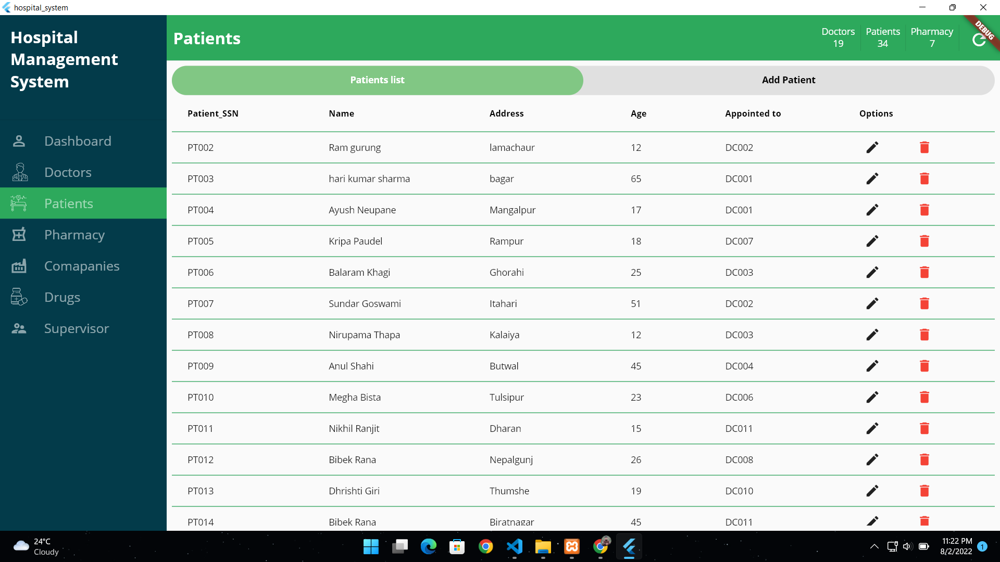 hospital_system
Hospital
Management
System
Dashboard
Doctors
Patients
Pharmacy
Comapanies
Drugs
Supervisor
Patients
Doctors 19
Patients 34
Pharmacy 7
DEBUG
Patients list Add Patient
Patient_SSN Name Address Age Appointed to Options
PT002 Ram gurung lamachaur 12 DC002
PT003 hari kumar sharma bagar 65 DC001
PT004 Ayush Neupane Mangalpur 17 DC001
PT005 Kripa Paudel Rampur 18 DC007
PT006 Balaram Khagi Ghorahi 25 DC003
PT007 Sundar Goswami Itahari 51 DC002
PT008 Nirupama Thapa Kalaiya 12 DC003
PT009 Anul Shahi Butwal 45 DC004
PT010 Megha Bista Tulsipur 23 DC006
PT011 Nikhil Ranjit Dharan 15 DC011
PT012 Bibek Rana Nepalgunj 26 DC008
PT013 Dhrishti Giri Thumshe 19 DC010
PT014 Bibek Rana Biratnagar 45 DC011
24°C
Cloudy
11:22 PM
8/2/2022
1